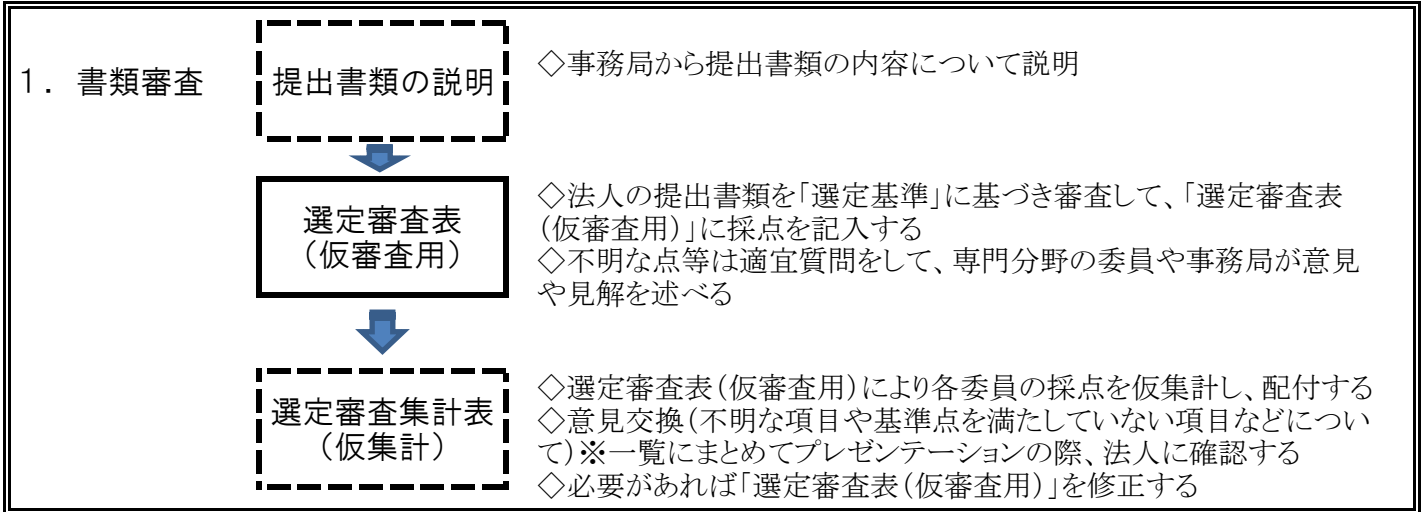 1．書類審査
提出書類の説明
◇事務局から提出書類の内容について説明
選定審査表
（仮審査用）
◇法人の提出書類を「選定基準」に基づき審査して、「選定審査表
（仮審査用）」に採点を記入する
◇不明な点等は適宜質問をして、専門分野の委員や事務局が意見
や見解を述べる
選定審査集計表
（仮集計）
◇選定審査表（仮審査用）により各委員の採点を仮集計し、配付する
◇意見交換（不明な項目や基準点を満たしていない項目などについ
て）※一覧にまとめてプレゼンテーションの際、法人に確認する
◇必要があれば「選定審査表（仮審査用）」を修正する